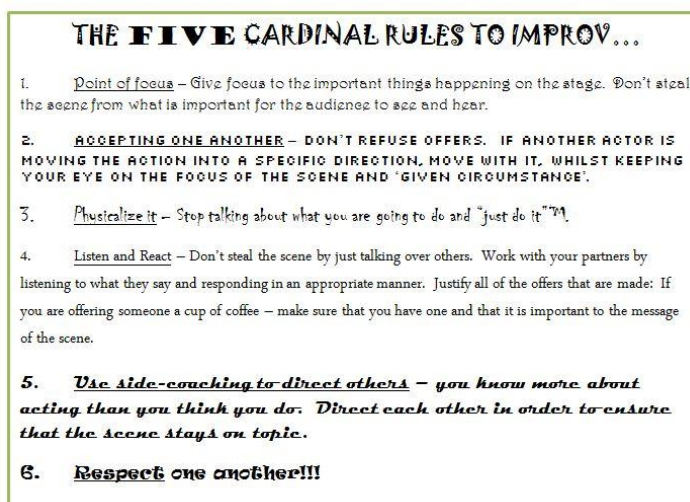 THE FIVE CARDINAL RULES TO IMPROV...
1. Point of focus – Give focus to the important things happening on the stage. Don't steal
the scene from what is important for the audience to see and hear.
2. ACCEPTING ONE ANOTHER – DON'T REFUSE OFFERS. IF ANOTHER ACTOR IS
MOVING THE ACTION INTO A SPECIFIC DIRECTION, MOVE WITH IT, WHILST KEEPING
YOUR EYE ON THE FOCUS OF THE SCENE AND 'GIVEN CIRCUMSTANCE'.
3. Physicalize it – Stop talking about what you are going to do and "just do it"™.
4. Listen and React – Don't steal the scene by just talking over others. Work with your partners by
listening to what they say and responding in an appropriate manner. Justify all of the offers that are made: If
you are offering someone a cup of coffee – make sure that you have one and that it is important to the message
of the scene.
5. Use side-coaching to direct others – you know more about
acting than you think you do. Direct each other in order to ensure
that the scene stays on topic.
6. Respect one another!!!